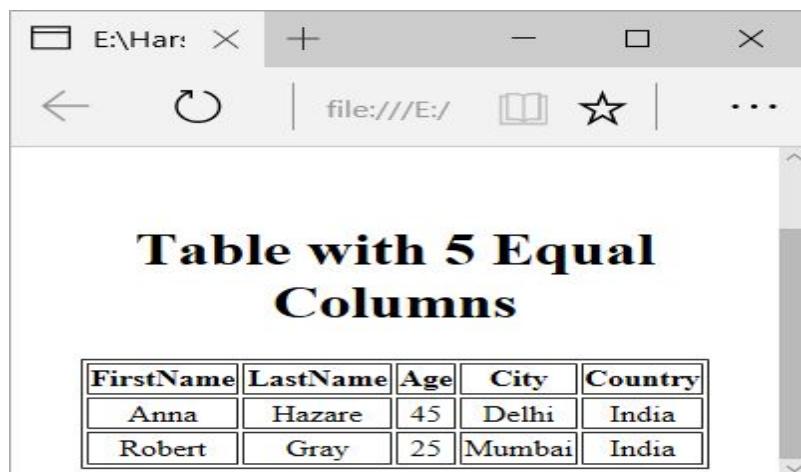 E:\Har:
file:///E:/
Table with 5 Equal
Columns
FirstName LastName Age City Country
Anna Hazare 45 Delhi India
Robert Gray 25 Mumbai India